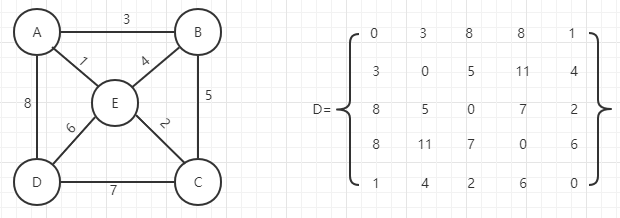 A 3 B
1 4
8 E 5
6 2
D 7 C
D=
0 3 8 8 1
3 0 5 11 4
8 5 0 7 2
8 11 7 0 6
1 4 2 6 0